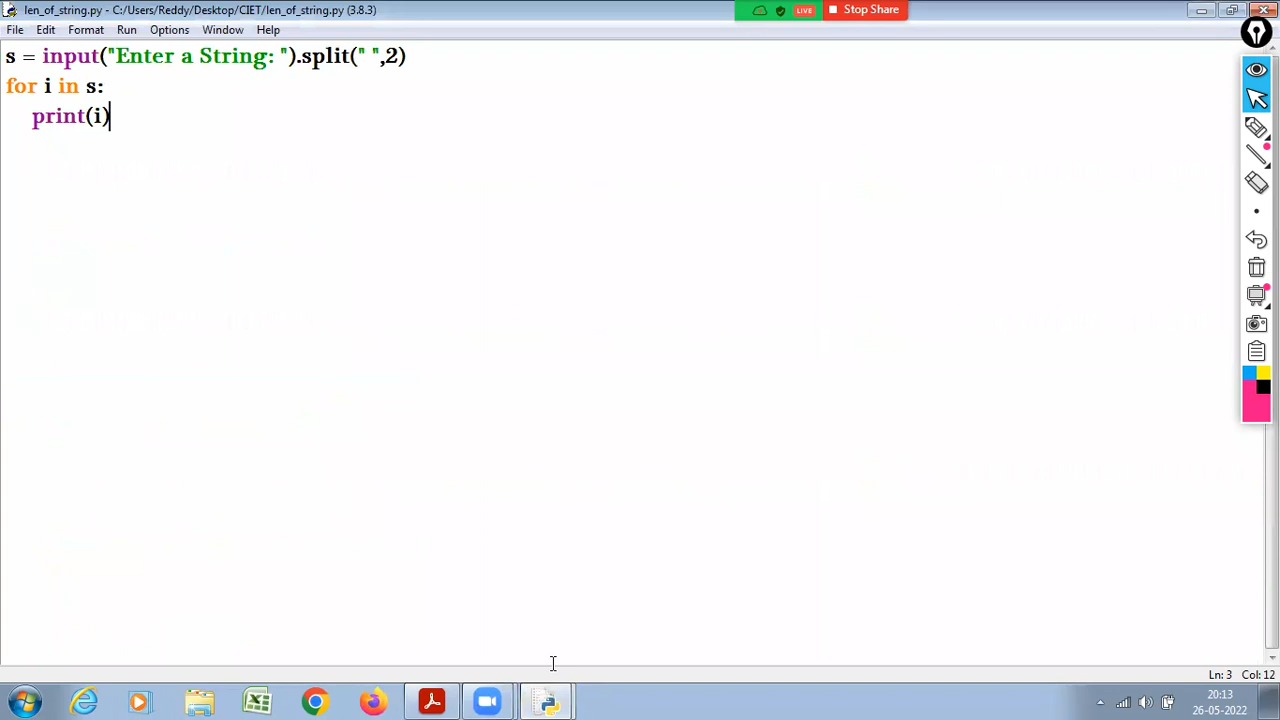 len_of_string.py - C:/Users/Reddy/Desktop/CIET/len_of_string.py (3.8.3)
LIVE
Stop Share
File Edit Format Run Options Window Help
s = input("Enter a String: ").split(" ",2)
for i in s:
    print(i)
Ln: 3 Col: 12
20:13
26-05-2022